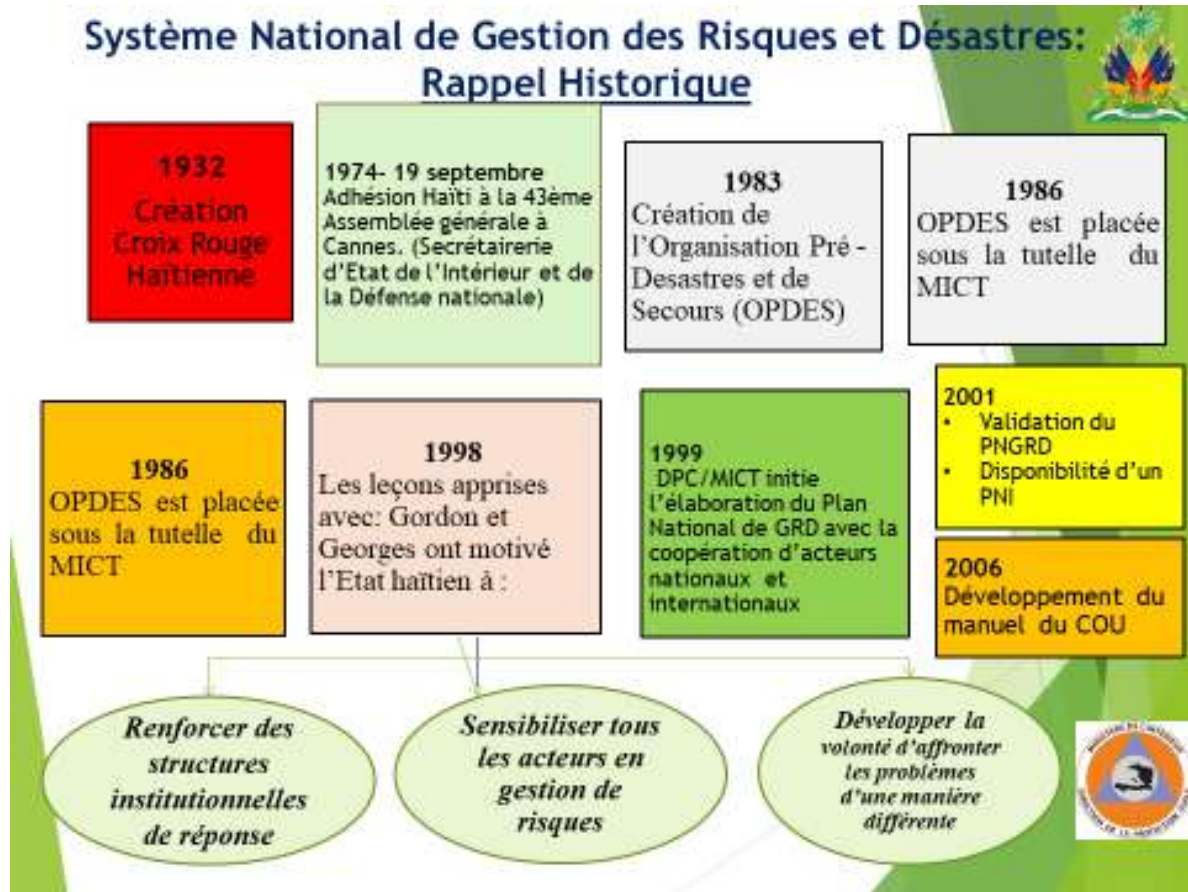 Système National de Gestion des Risques et Désastres:
Rappel Historique
1932
Création
Croix Rouge
Haïtienne
1974- 19 septembre
Adhésion Haïti à la 43ème
Assemblée générale à
Cannes. (Secrétairerie
d'Etat de l'Intérieur et de
la Défense nationale)
1983
Création de
l'Organisation Pré -
Desastres et de
Secours (OPDES)
1986
OPDES est placée
sous la tutelle du
MICT
1986
OPDES est placée
sous la tutelle du
MICT
1998
Les leçons apprises
avec: Gordon et
Georges ont motivé
l'Etat haïtien à :
1999
DPC/MICT initie
l'élaboration du Plan
National de GRD avec la
coopération d'acteurs
nationaux et
internationaux
2001
• Validation du
PNGRD
• Disponibilité d'un
PNI
2006
Développement du
manuel du COU
Renforcer des
structures
institutionnelles
de réponse
Sensibiliser tous
les acteurs en
gestion de
risques
Développer la
volonté d'affronter
les problèmes
d'une manière
différente